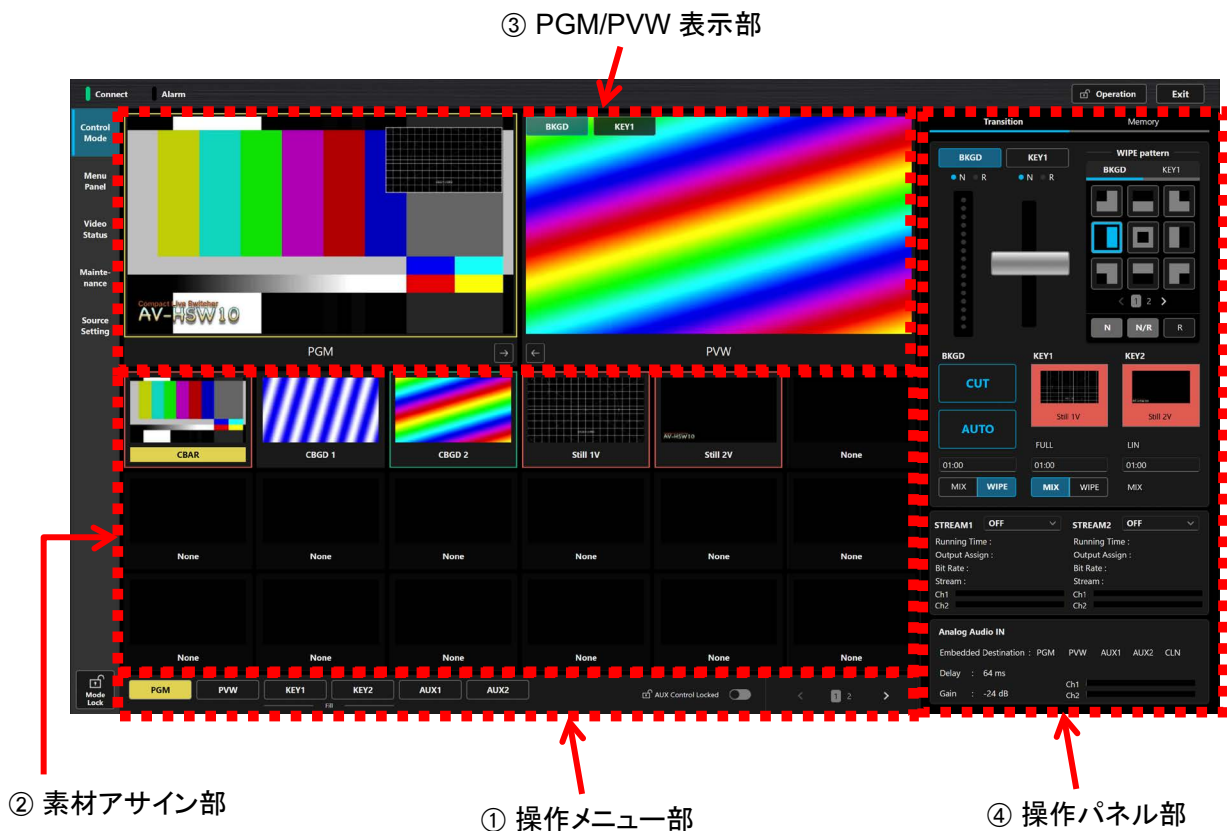 ③ PGM/PVW 表示部
Connect Alarm Operation Exit
Control Mode
Menu Panel
Video Status
Mainte-nance
Source Setting
Compact Live Switcher
AV-HSW10
BKGD KEY1
PGM → ← PVW
CBAR CBGD 1 CBGD 2 Still 1V Still 2V None
AV-HSW10
None None None None None None
None None None None None None
Mode Lock
PGM PVW KEY1 KEY2 AUX1 AUX2 AUX Control Locked < 1 2 >
Fill
Transition Memory
BKGD KEY1 WIPE pattern
N R N R BKGD KEY1
< 1 2 >
N N/R R
BKGD KEY1 KEY2
CUT
Still 1V Still 2V
AUTO
FULL LIN
01:00 01:00 01:00
MIX WIPE MIX WIPE MIX
STREAM1 OFF STREAM2 OFF
Running Time : Running Time :
Output Assign : Output Assign :
Bit Rate : Bit Rate :
Stream : Stream :
Ch1 Ch1
Ch2 Ch2
Analog Audio IN
Embedded Destination : PGM PVW AUX1 AUX2 CLN
Delay : 64 ms
Ch1
Gain : -24 dB Ch2
② 素材アサイン部
① 操作メニュー部
④ 操作パネル部